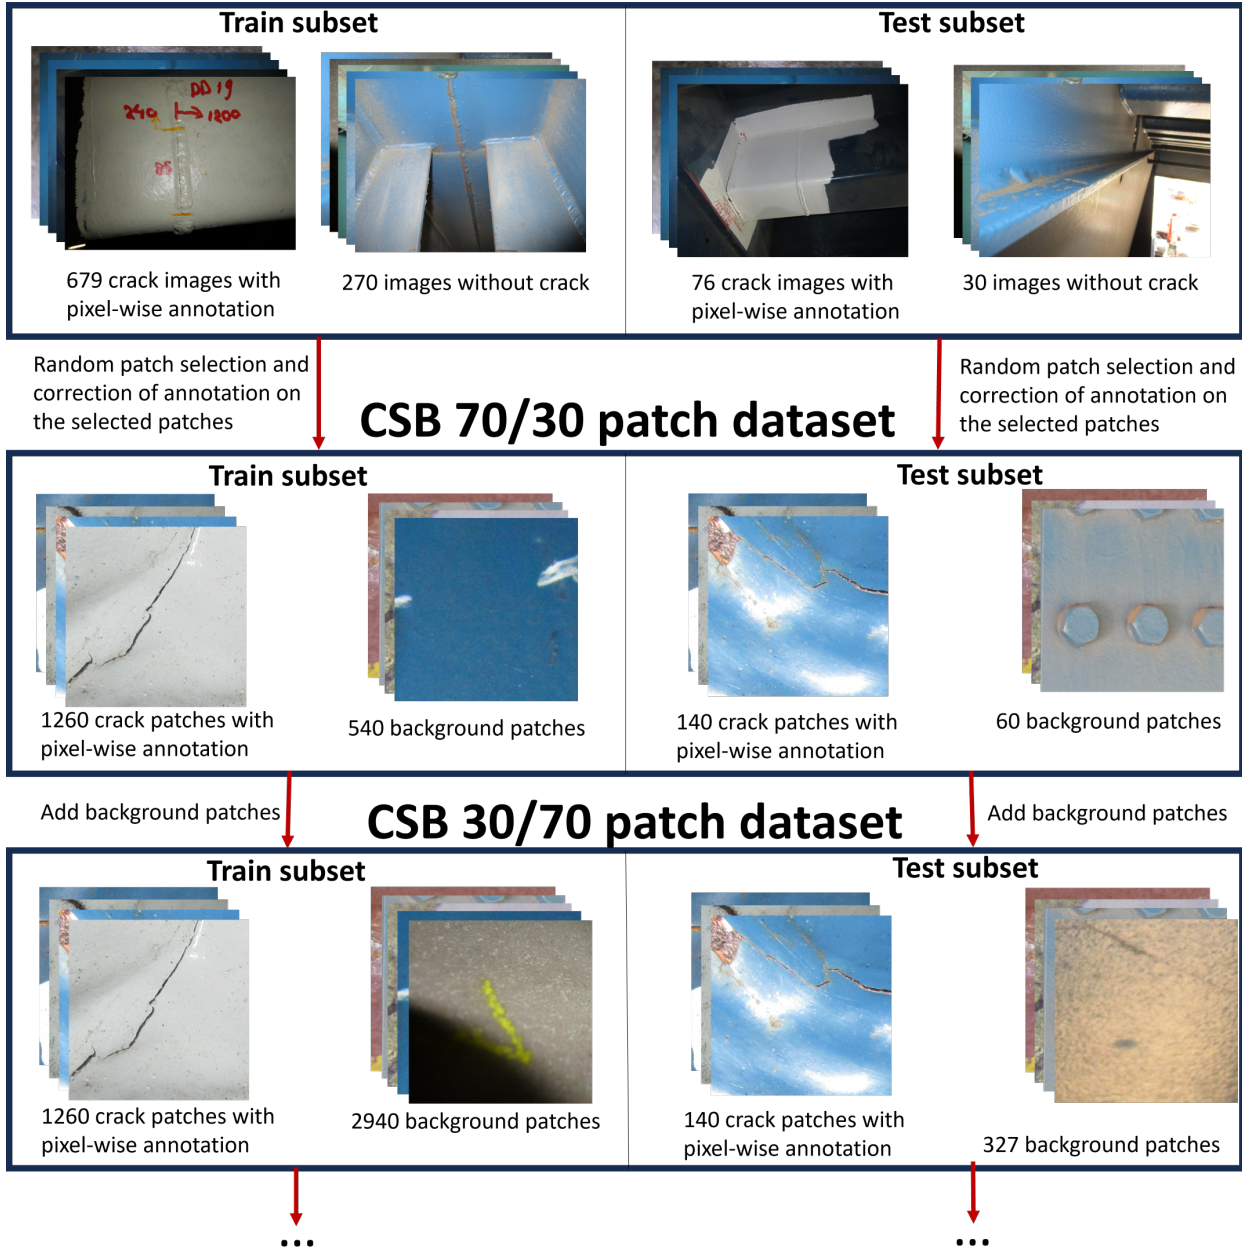 Train subset
Test subset
DD19
240
1200
85
679 crack images with
pixel-wise annotation
270 images without crack
76 crack images with
pixel-wise annotation
30 images without crack
Random patch selection and
correction of annotation on
the selected patches
Random patch selection and
correction of annotation on
the selected patches
CSB 70/30 patch dataset
Train subset
Test subset
1260 crack patches with
pixel-wise annotation
540 background patches
140 crack patches with
pixel-wise annotation
60 background patches
Add background patches
Add background patches
CSB 30/70 patch dataset
Train subset
Test subset
1260 crack patches with
pixel-wise annotation
2940 background patches
140 crack patches with
pixel-wise annotation
327 background patches
...
...